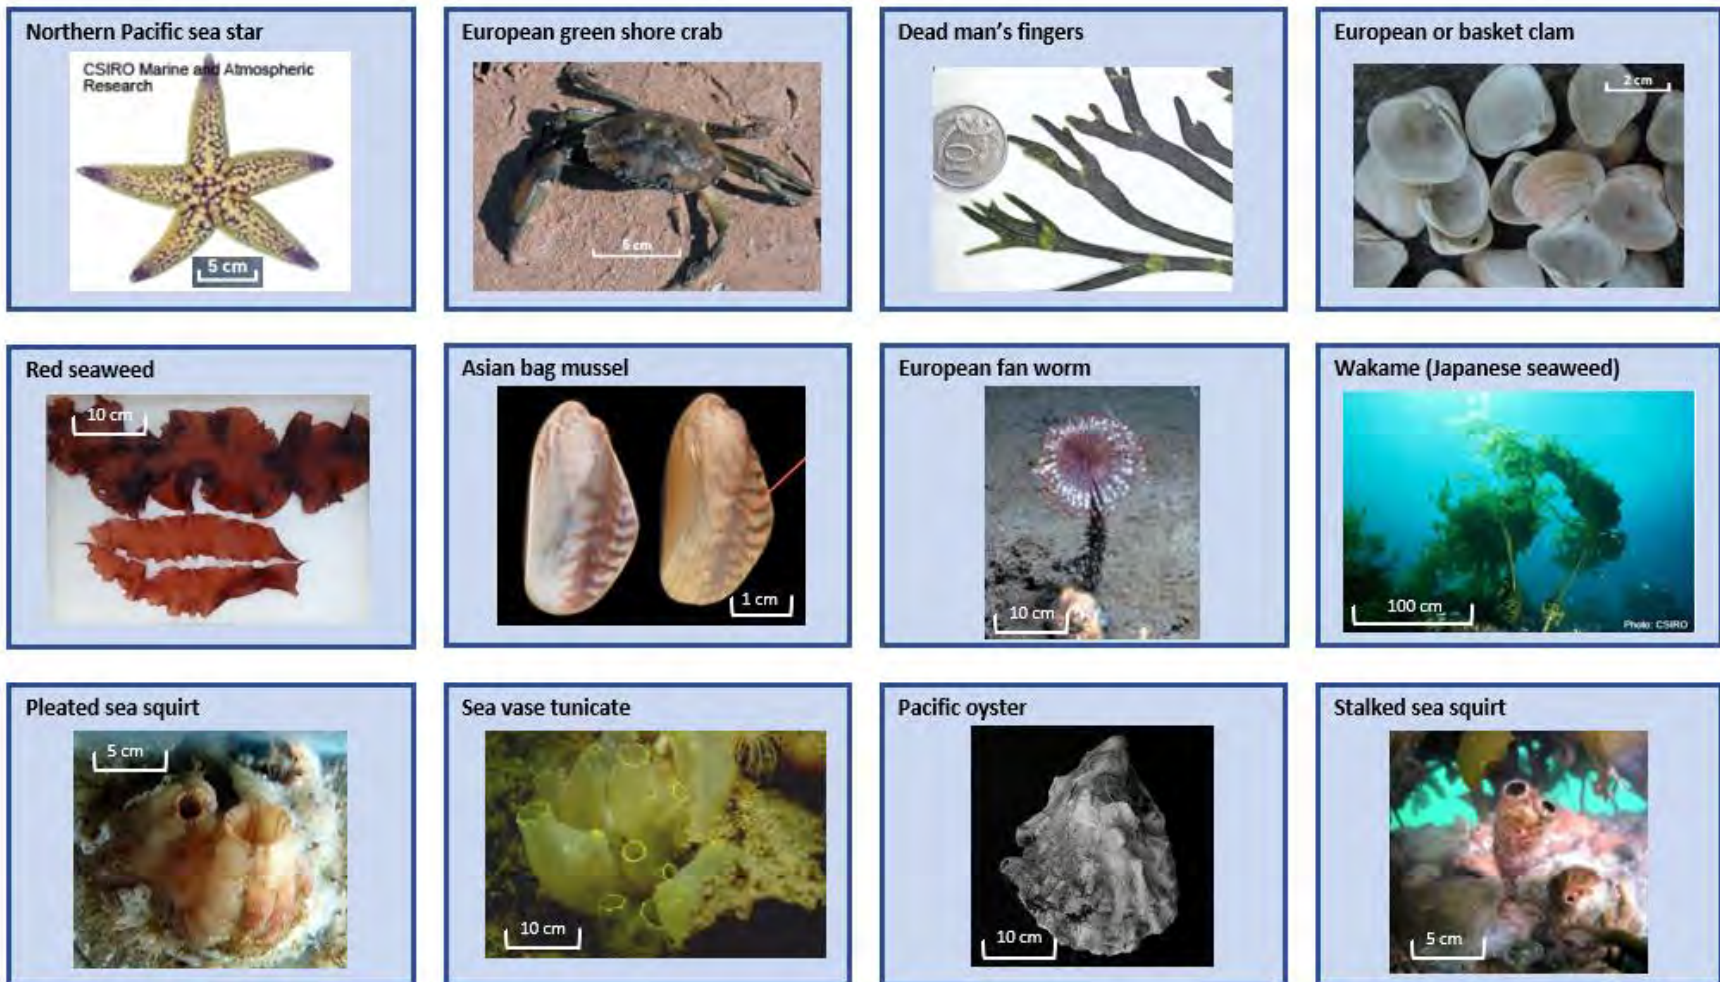 Northern Pacific sea star
CSIRO Marine and Atmospheric
Research
5 cm
European green shore crab
5 cm
Dead man's fingers
10
European or basket clam
2 cm
Red seaweed
10 cm
Asian bag mussel
1 cm
European fan worm
10 cm
Wakame (Japanese seaweed)
100 cm
Photo: CSIRO
Pleated sea squirt
5 cm
Sea vase tunicate
10 cm
Pacific oyster
10 cm
Stalked sea squirt
5 cm